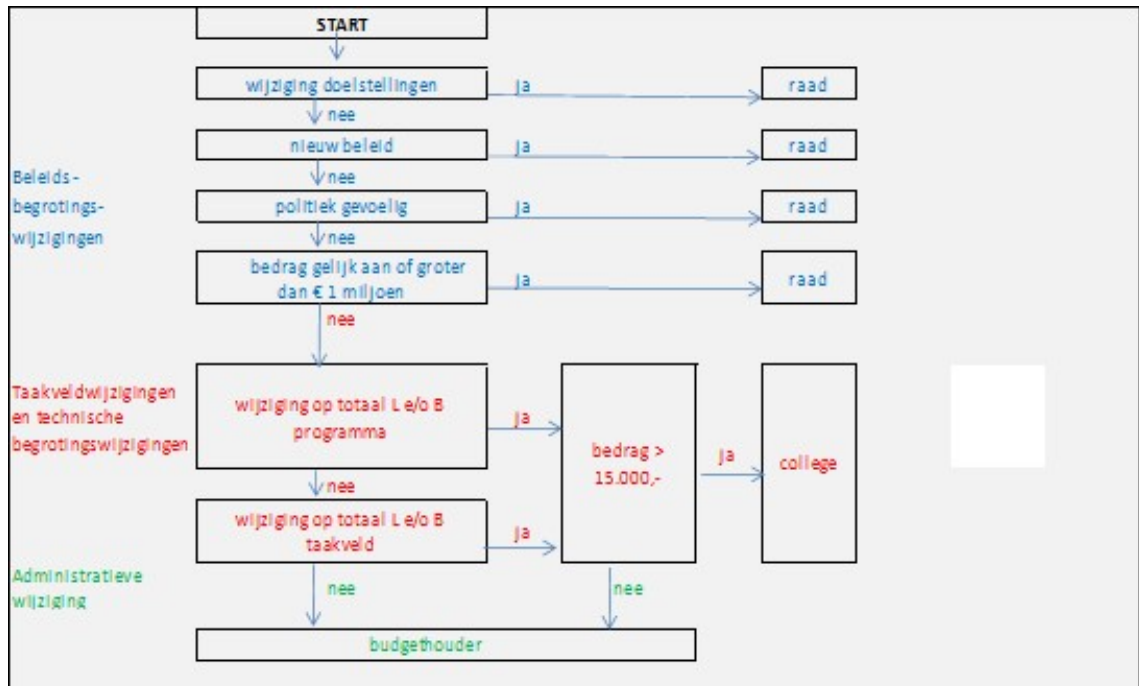 START
wijziging doelstellingen
ja
raad
nee
nieuw beleid
ja
raad
nee
Beleids-
begrotings-
wijzigingen
politiek gevoelig
ja
raad
nee
bedrag gelijk aan of groter
dan € 1 miljoen
ja
raad
nee
Taakveldwijzigingen
en technische
begrotingswijzigingen
wijziging op totaal L e/o B
programma
ja
bedrag >
15.000,-
ja
college
nee
wijziging op totaal L e/o B
taakveld
ja
Administratieve
wijziging
nee
nee
budgethouder